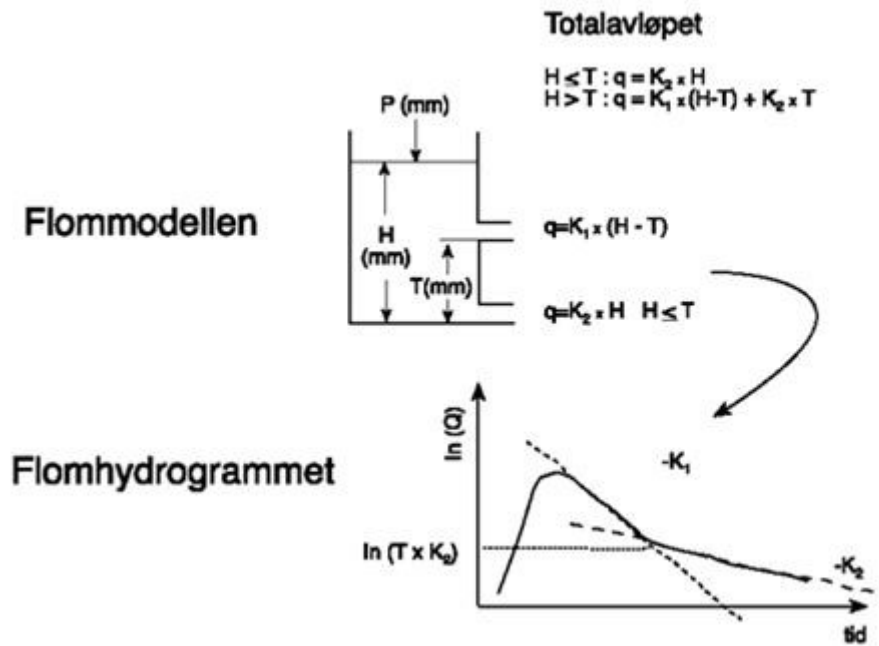 Totalavløpet
H ≤ T : q = K₂ x H
H > T : q = K₁ x (H-T) + K₂ x T
P (mm)
Flommodellen
H
(mm)
T(mm)
q=K₁ x (H - T)
q=K₂ x H H ≤ T
Flomhydrogrammet
ln (Q)
-K₁
ln (T x K₂)
-K₂
tid